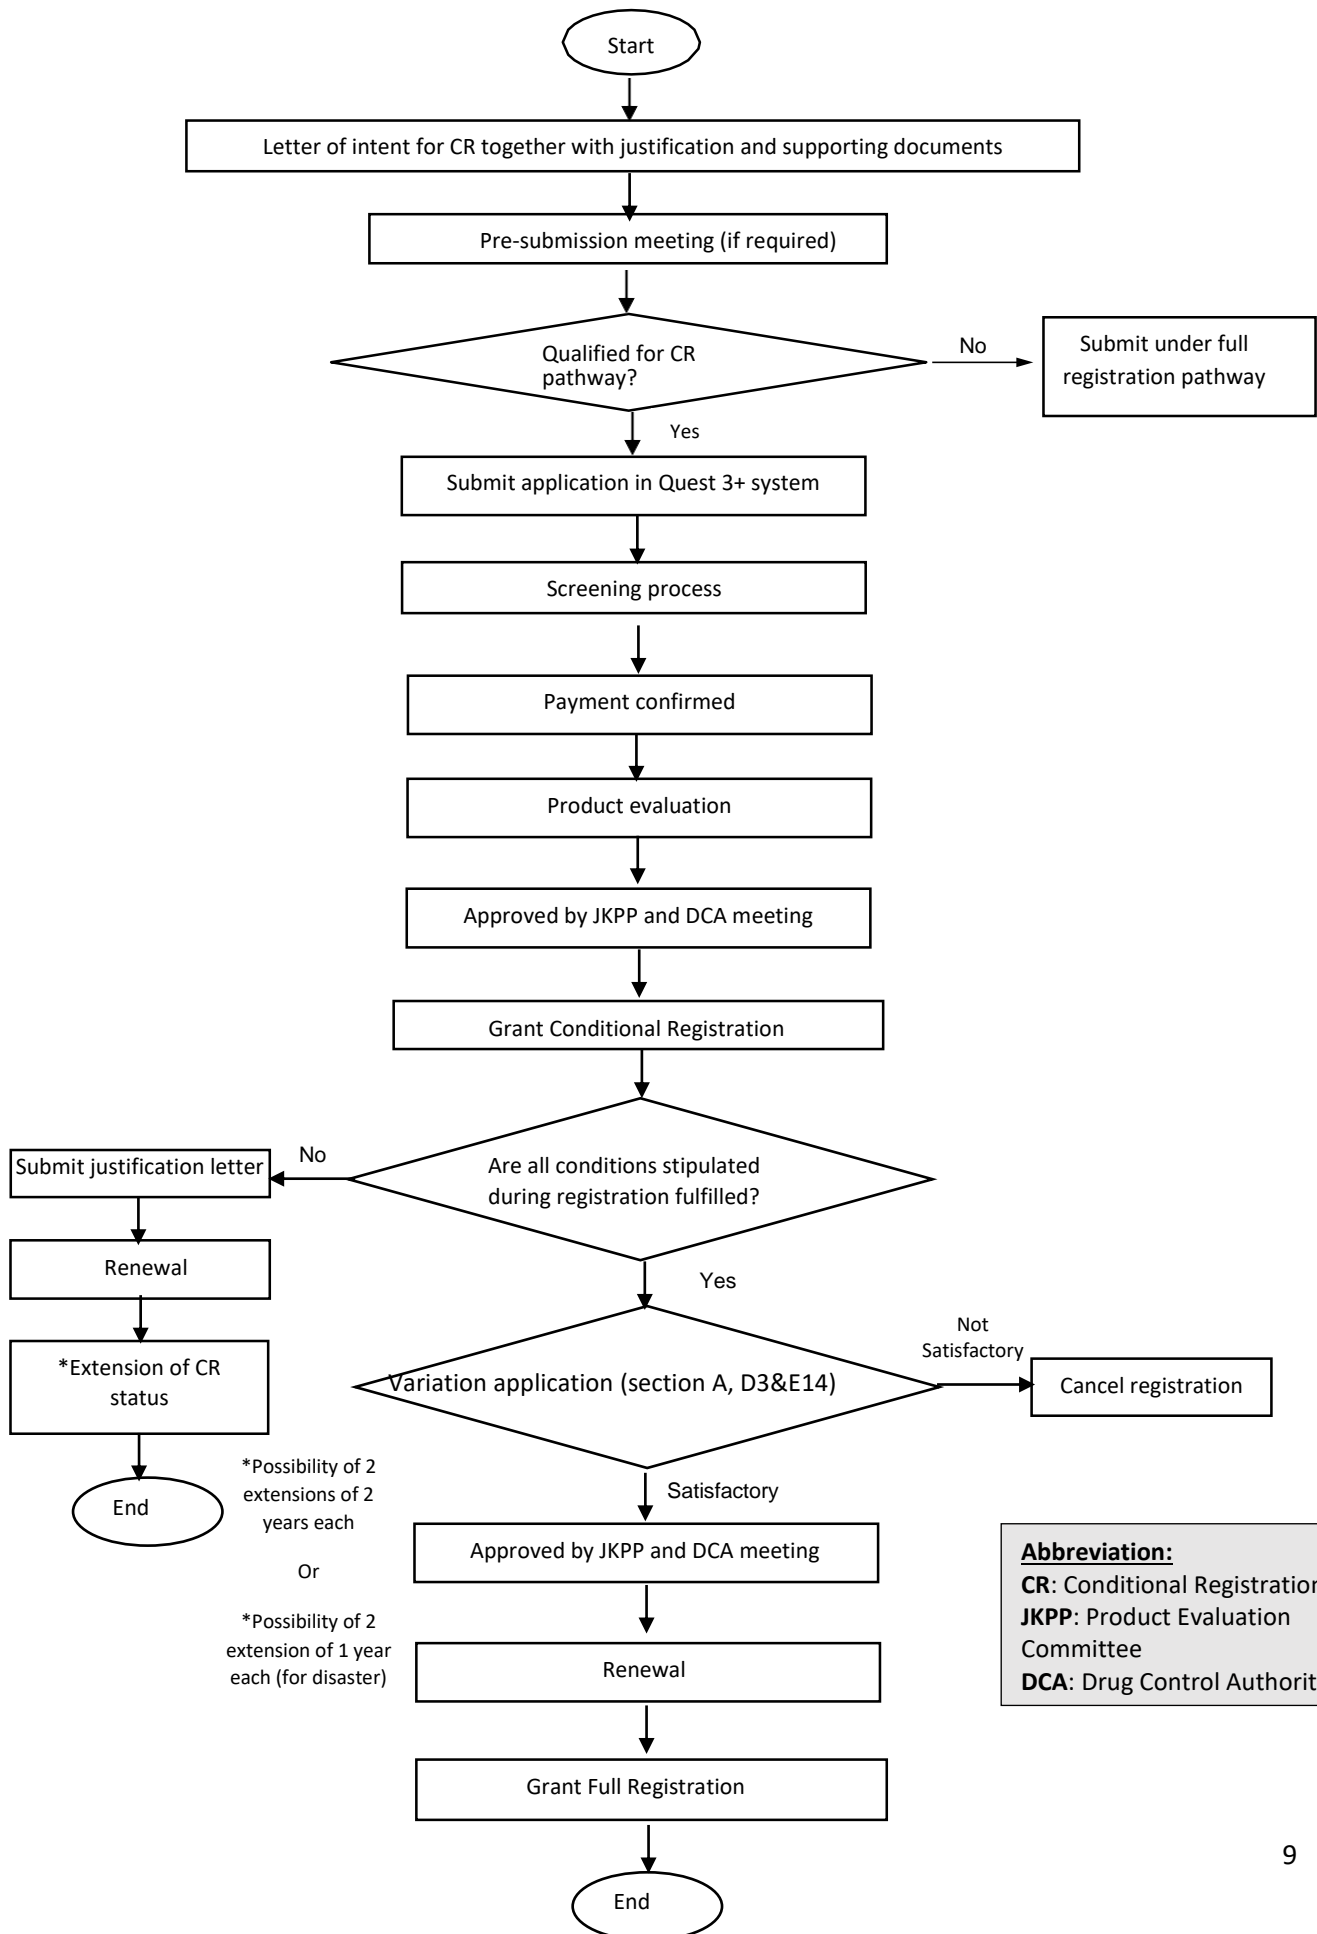 Start
Letter of intent for CR together with justification and supporting documents
Pre-submission meeting (if required)
Qualified for CR
pathway?
No
Submit under full
registration pathway
Yes
Submit application in Quest 3+ system
Screening process
Payment confirmed
Product evaluation
Approved by JKPP and DCA meeting
Grant Conditional Registration
Are all conditions stipulated
during registration fulfilled?
No
Submit justification letter
Renewal
*Extension of CR
status
End
*Possibility of 2
extensions of 2
years each
Or
*Possibility of 2
extension of 1 year
each (for disaster)
Yes
Variation application (section A, D3&E14)
Not
Satisfactory
Cancel registration
Satisfactory
Approved by JKPP and DCA meeting
Renewal
Grant Full Registration
End
Abbreviation:
CR: Conditional Registration
JKPP: Product Evaluation
Committee
DCA: Drug Control Authorit
9